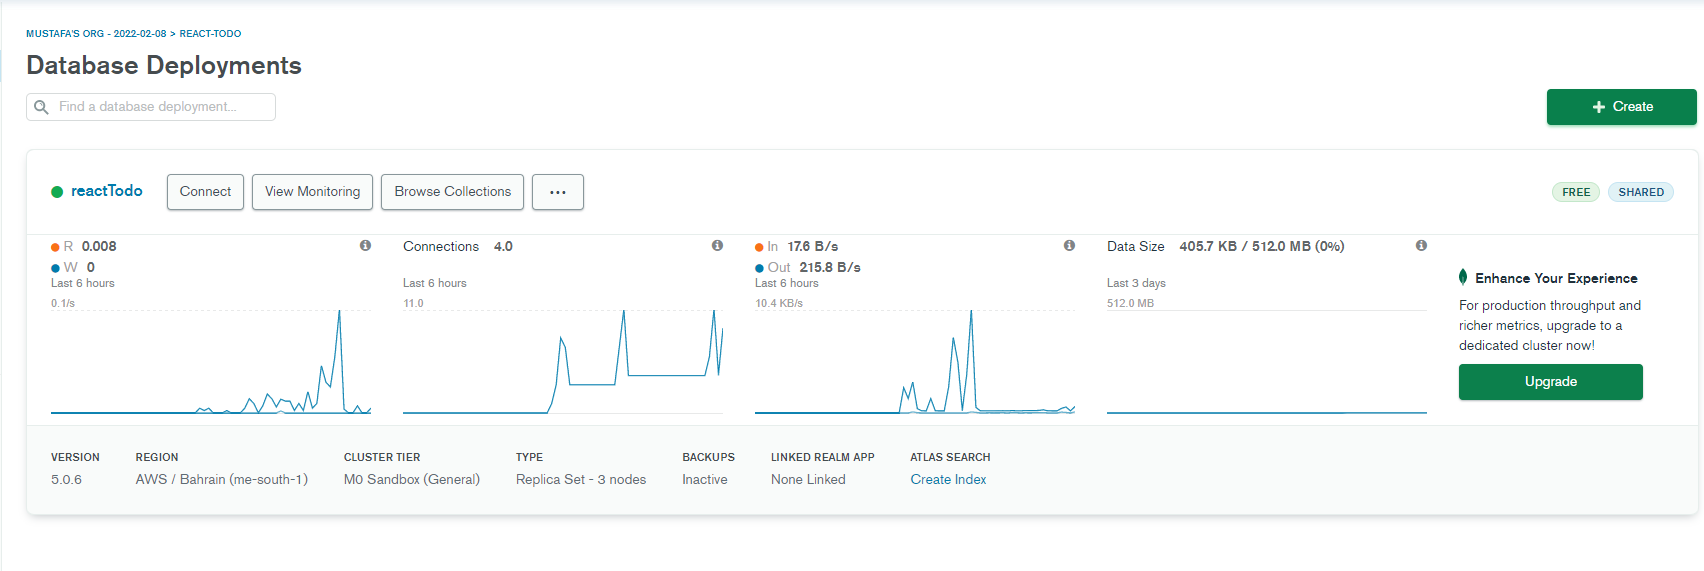 MUSTAFA'S ORG - 2022-02-08 > REACT-TODO
Database Deployments
Find a database deployment...
+ Create
reactTodo
Connect
View Monitoring
Browse Collections
...
FREE
SHARED
R 0.008
W 0
Last 6 hours
0.1/s
Connections 4.0
Last 6 hours
11.0
In 17.6 B/s
Out 215.8 B/s
Last 6 hours
10.4 KB/s
Data Size 405.7 KB / 512.0 MB (0%)
Last 3 days
512.0 MB
Enhance Your Experience
For production throughput and
richer metrics, upgrade to a
dedicated cluster now!
Upgrade
VERSION
5.0.6
REGION
AWS / Bahrain (me-south-1)
CLUSTER TIER
M0 Sandbox (General)
TYPE
Replica Set - 3 nodes
BACKUPS
Inactive
LINKED REALM APP
None Linked
ATLAS SEARCH
Create Index